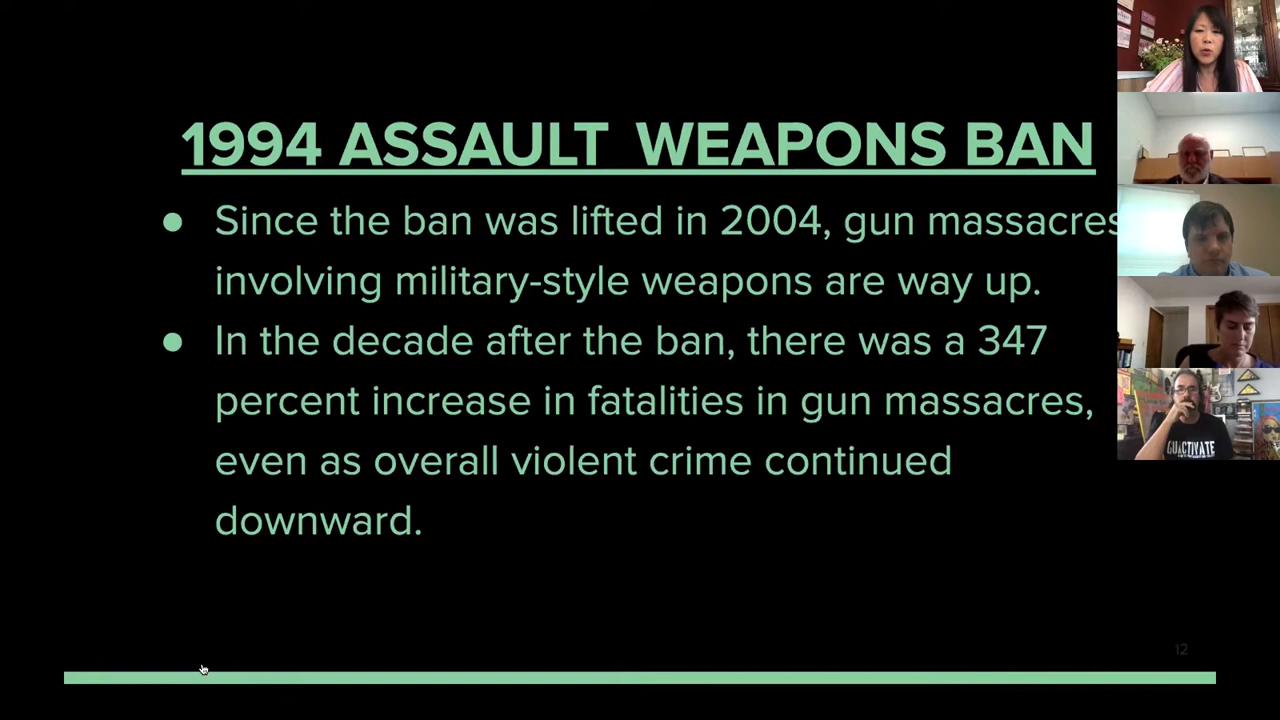 1994 ASSAULT WEAPONS BAN
● Since the ban was lifted in 2004, gun massacres
involving military-style weapons are way up.
● In the decade after the ban, there was a 347
percent increase in fatalities in gun massacres,
even as overall violent crime continued
downward.
12